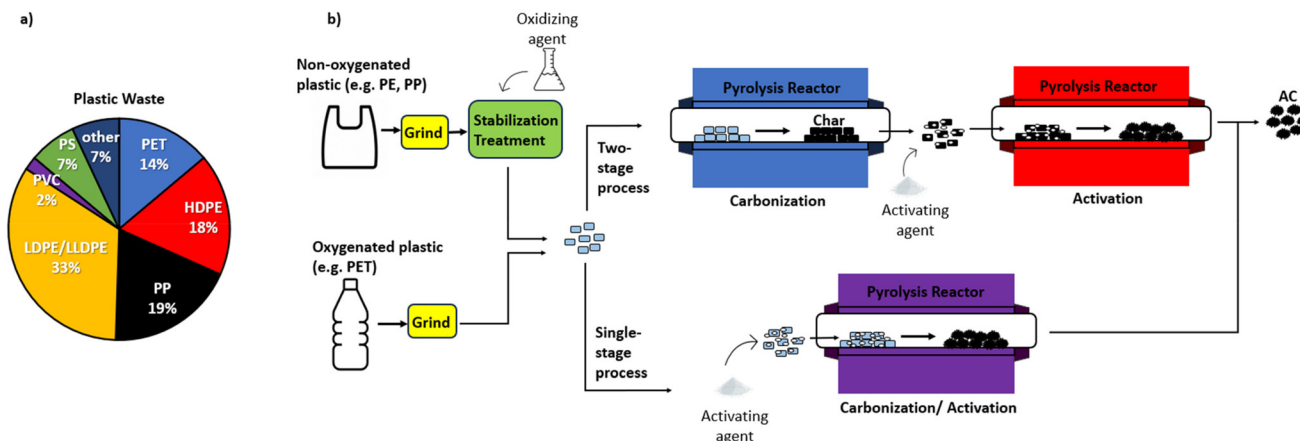 a)
Plastic Waste
other
7%
PS
7%
PET
14%
PVC
2%
HDPE
18%
LDPE/LLDPE
33%
PP
19%
b)
Oxidizing
agent
Non-oxygenated
plastic (e.g. PE, PP)
Grind
Stabilization
Treatment
Oxygenated plastic
(e.g. PET)
Grind
Two-
stage
process
Pyrolysis Reactor
Char
Carbonization
Activating
agent
Pyrolysis Reactor
Activation
AC
Single-
stage
process
Activating
agent
Pyrolysis Reactor
Carbonization/ Activation